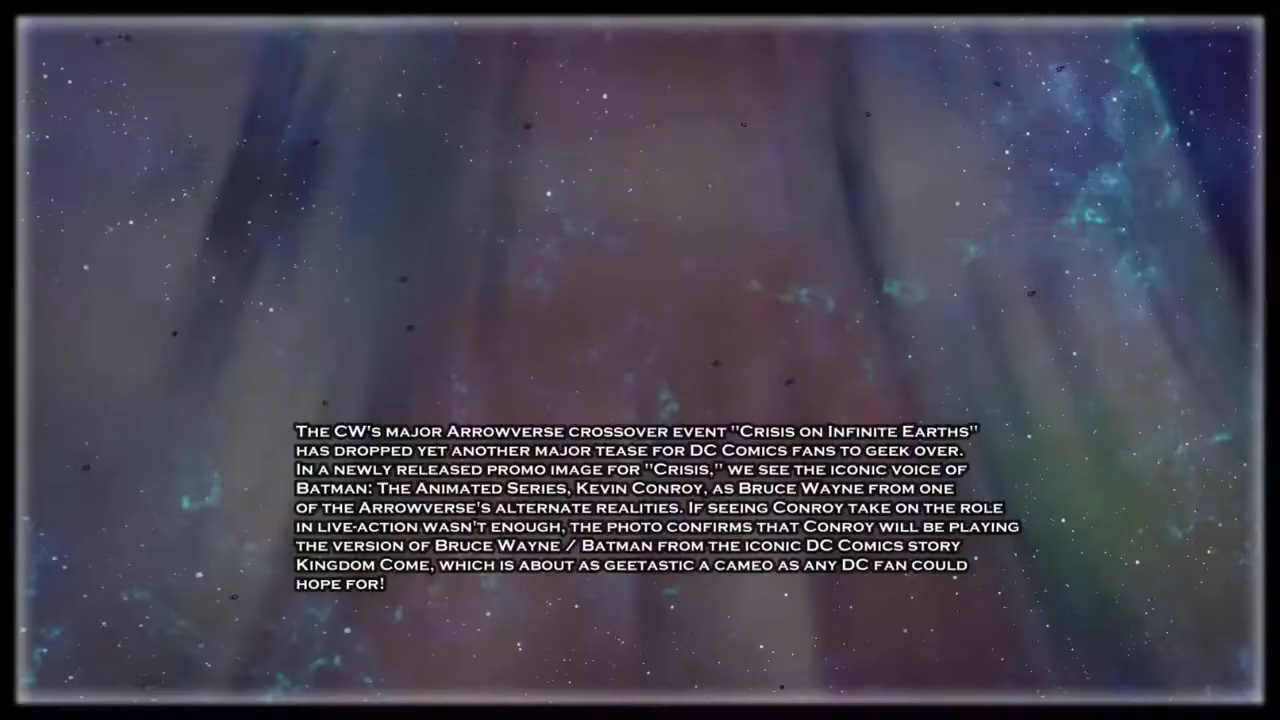 The CW's major Arrowverse crossover event "Crisis on Infinite Earths"
has dropped yet another major tease for DC Comics fans to geek over.
In a newly released promo image for "Crisis," we see the iconic voice of
Batman: The Animated Series, Kevin Conroy, as Bruce Wayne from one
of the Arrowverse's alternate realities. If seeing Conroy take on the role
in live-action wasn't enough, the photo confirms that Conroy will be playing
the version of Bruce Wayne / Batman from the iconic DC Comics story
Kingdom Come, which is about as geetastic a cameo as any DC fan could
hope for!